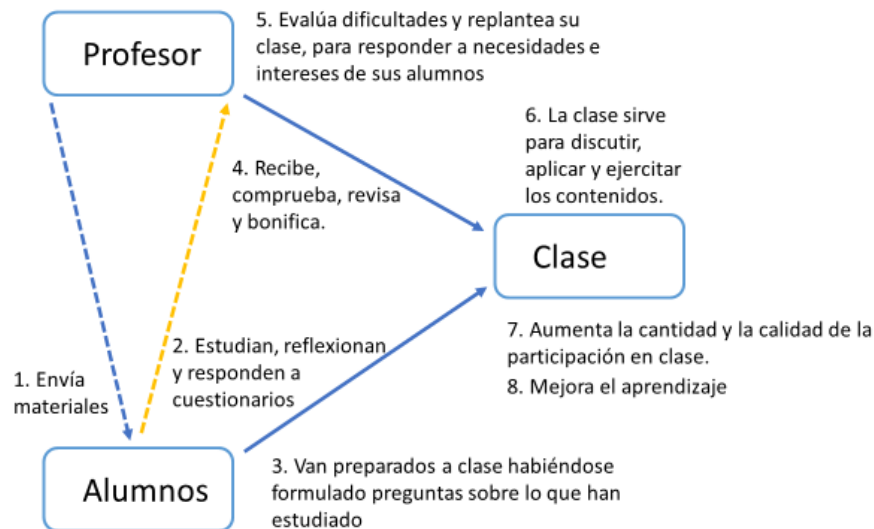 Profesor
5. Evalúa dificultades y replantea su
clase, para responder a necesidades e
intereses de sus alumnos
6. La clase sirve
para discutir,
aplicar y ejercitar
los contenidos.
4. Recibe,
comprueba, revisa
y bonifica.
Clase
7. Aumenta la cantidad y la calidad de la
participación en clase.
8. Mejora el aprendizaje
2. Estudian, reflexionan
y responden a
cuestionarios
1. Envía
materiales
Alumnos
3. Van preparados a clase habiéndose
formulado preguntas sobre lo que han
estudiado